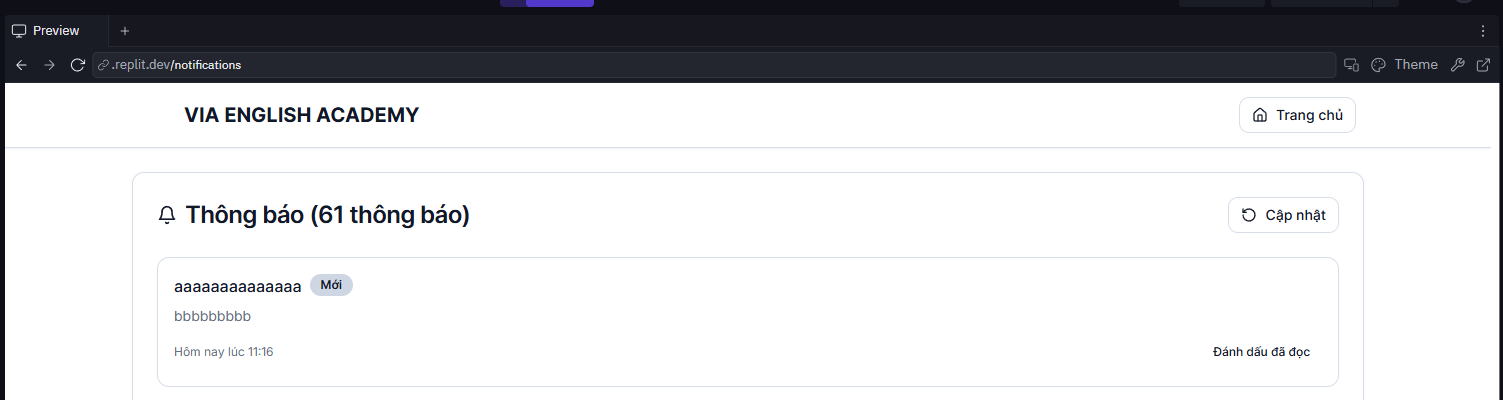 Preview
.replit.dev/notifications
Theme
VIA ENGLISH ACADEMY
Trang chủ
Thông báo (61 thông báo)
Cập nhật
aaaaaaaaaaaaaa Mới
bbbbbbbbb
Hôm nay lúc 11:16
Đánh dấu đã đọc